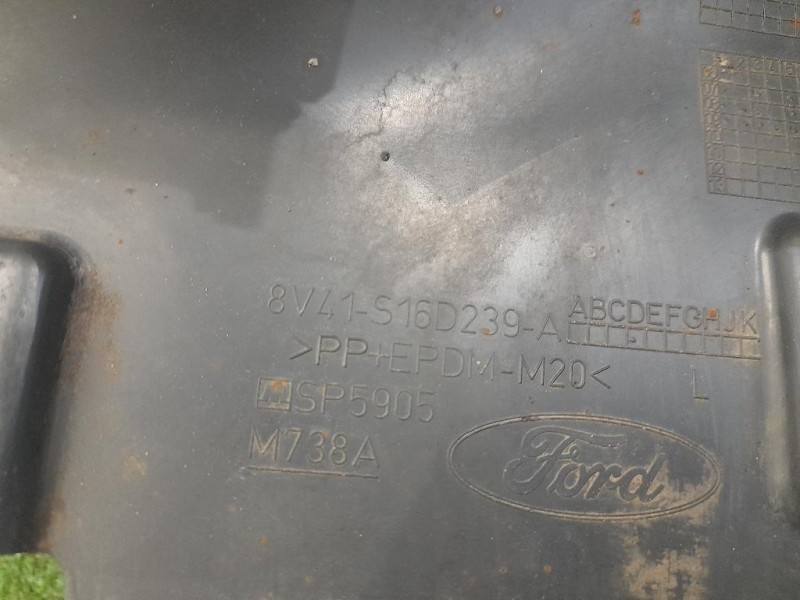 8V41-S16D239-A ABCDEFGHJK
>PP+EPDM-M20<
SP5905 L
M738A
Ford